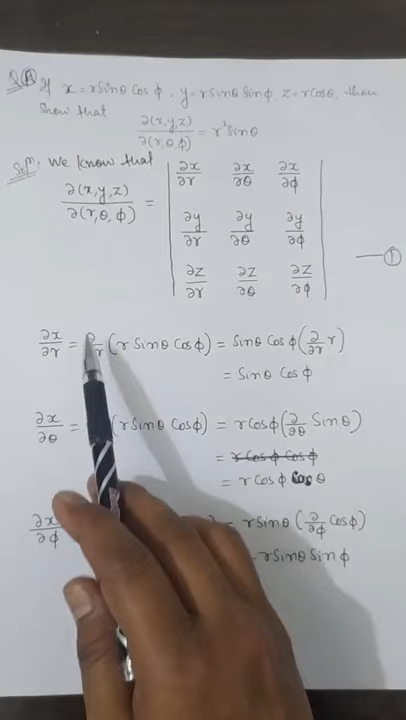 Q. If x = r sinθ cos ϕ, y = r sinθ sinϕ, z = r cosθ, then
show that
∂(x,y,z)/∂(r,θ,ϕ) = r² sinθ
Solⁿ. We know that
∂(x,y,z)/∂(r,θ,ϕ) = | ∂x/∂r ∂x/∂θ ∂x/∂ϕ |
| ∂y/∂r ∂y/∂θ ∂y/∂ϕ | — ①
| ∂z/∂r ∂z/∂θ ∂z/∂ϕ |
∂x/∂r = (r sinθ cosϕ) = sinθ cosϕ (∂/∂r r)
= sinθ cosϕ
∂x/∂θ = (r sinθ cosϕ) = r cosϕ (∂/∂θ sinθ)
= r cosϕ cosϕ
= r cosϕ cos θ
∂x/∂ϕ = r sinθ (∂/∂ϕ cosϕ)
- r sinθ sinϕ